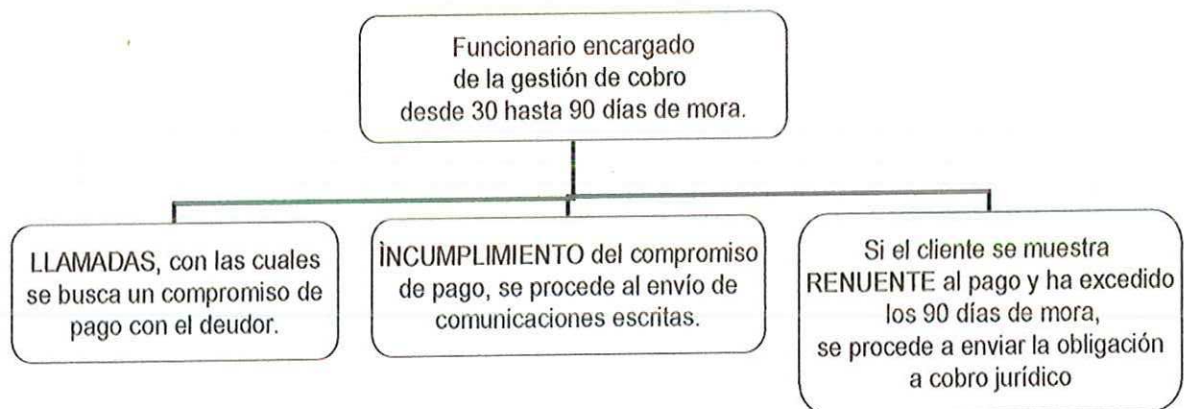 Funcionario encargado
de la gestión de cobro
desde 30 hasta 90 días de mora.
LLAMADAS, con las cuales
se busca un compromiso de
pago con el deudor.
ÌNCUMPLIMIENTO del compromiso
de pago, se procede al envío de
comunicaciones escritas.
Si el cliente se muestra
RENUENTE al pago y ha excedido
los 90 días de mora,
se procede a enviar la obligación
a cobro jurídico